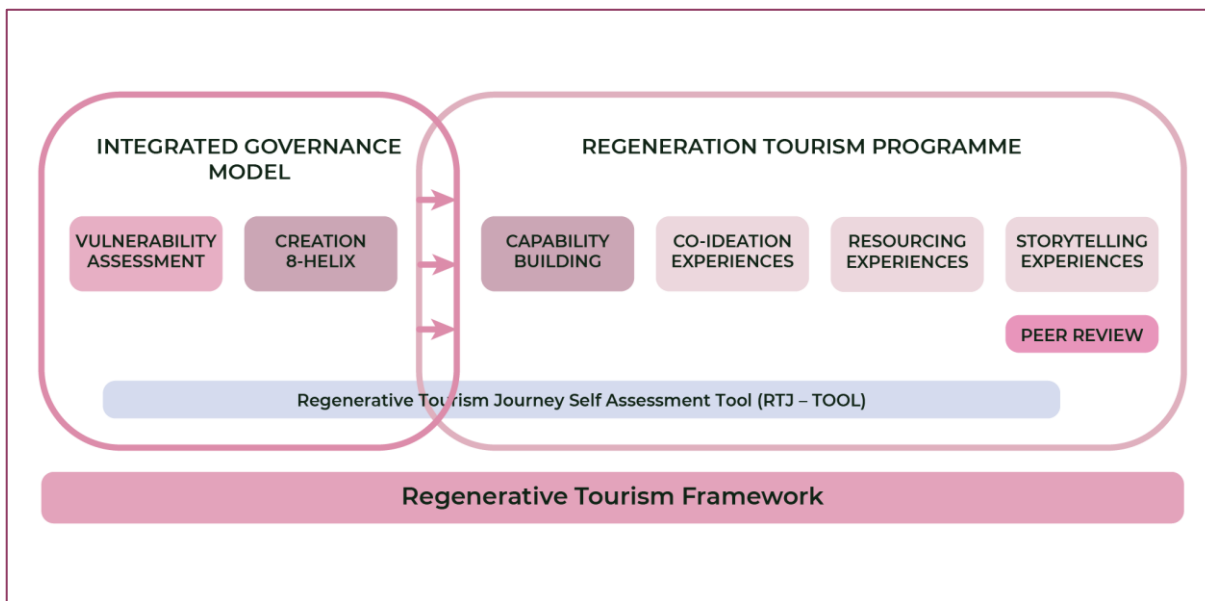 INTEGRATED GOVERNANCE
MODEL
VULNERABILITY
ASSESSMENT
CREATION
8-HELIX
REGENERATION TOURISM PROGRAMME
CAPABILITY
BUILDING
CO-IDEATION
EXPERIENCES
RESOURCING
EXPERIENCES
STORYTELLING
EXPERIENCES
PEER REVIEW
Regenerative Tourism Journey Self Assessment Tool (RTJ – TOOL)
Regenerative Tourism Framework